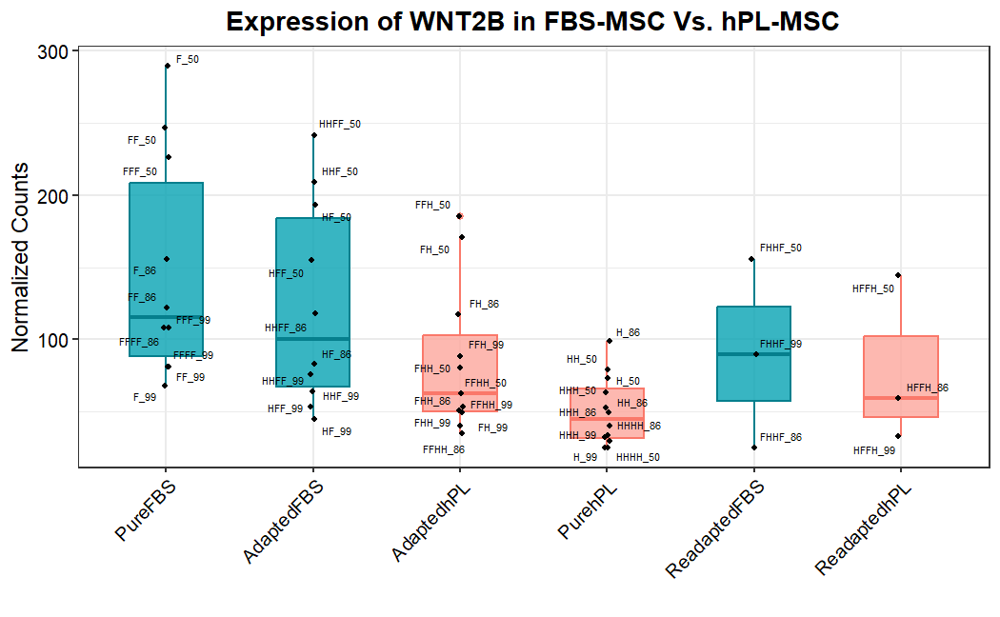 Expression of WNT2B in FBS-MSC Vs. hPL-MSC
Normalized Counts
300
200
100
F_50
FF_50
FFF_50
F_86
FF_86
FFF_99
FFFF_86
FFFF_99
FF_99
F_99
HHFF_50
HHF_50
HF_50
HFF_50
HHFF_86
HF_86
HHFF_99
HHF_99
HFF_99
HF_99
FFH_50
FH_50
FH_86
FFH_99
FHH_50
FFHH_50
FHH_86
FFHH_99
FHH_99
FH_99
FFHH_86
H_86
HH_50
H_50
HHH_50
HH_86
HHH_86
HHHH_86
HHH_99
H_99
HHHH_50
FHHF_50
FHHF_99
FHHF_86
HFFH_50
HFFH_86
HFFH_99
PureFBS
AdaptedFBS
AdaptedhPL
PurehPL
ReadaptedFBS
ReadaptedhPL